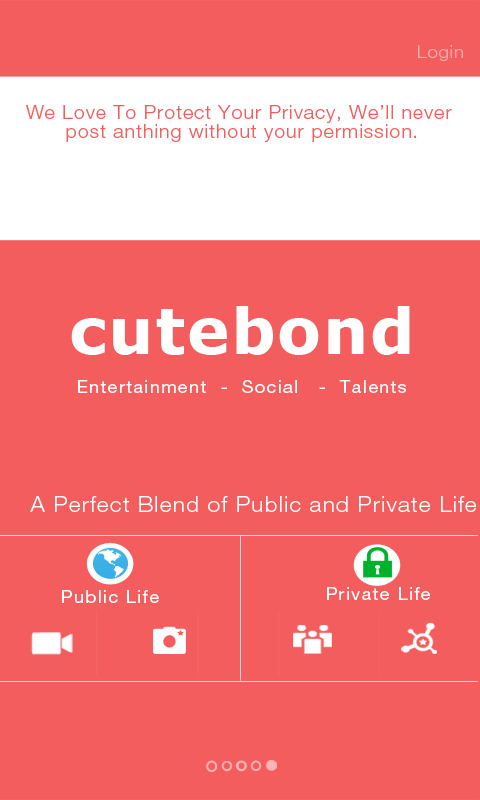 Login
We Love To Protect Your Privacy, We'll never
post anthing without your permission.
cutebond
Entertainment - Social - Talents
A Perfect Blend of Public and Private Life
Public Life
Private Life